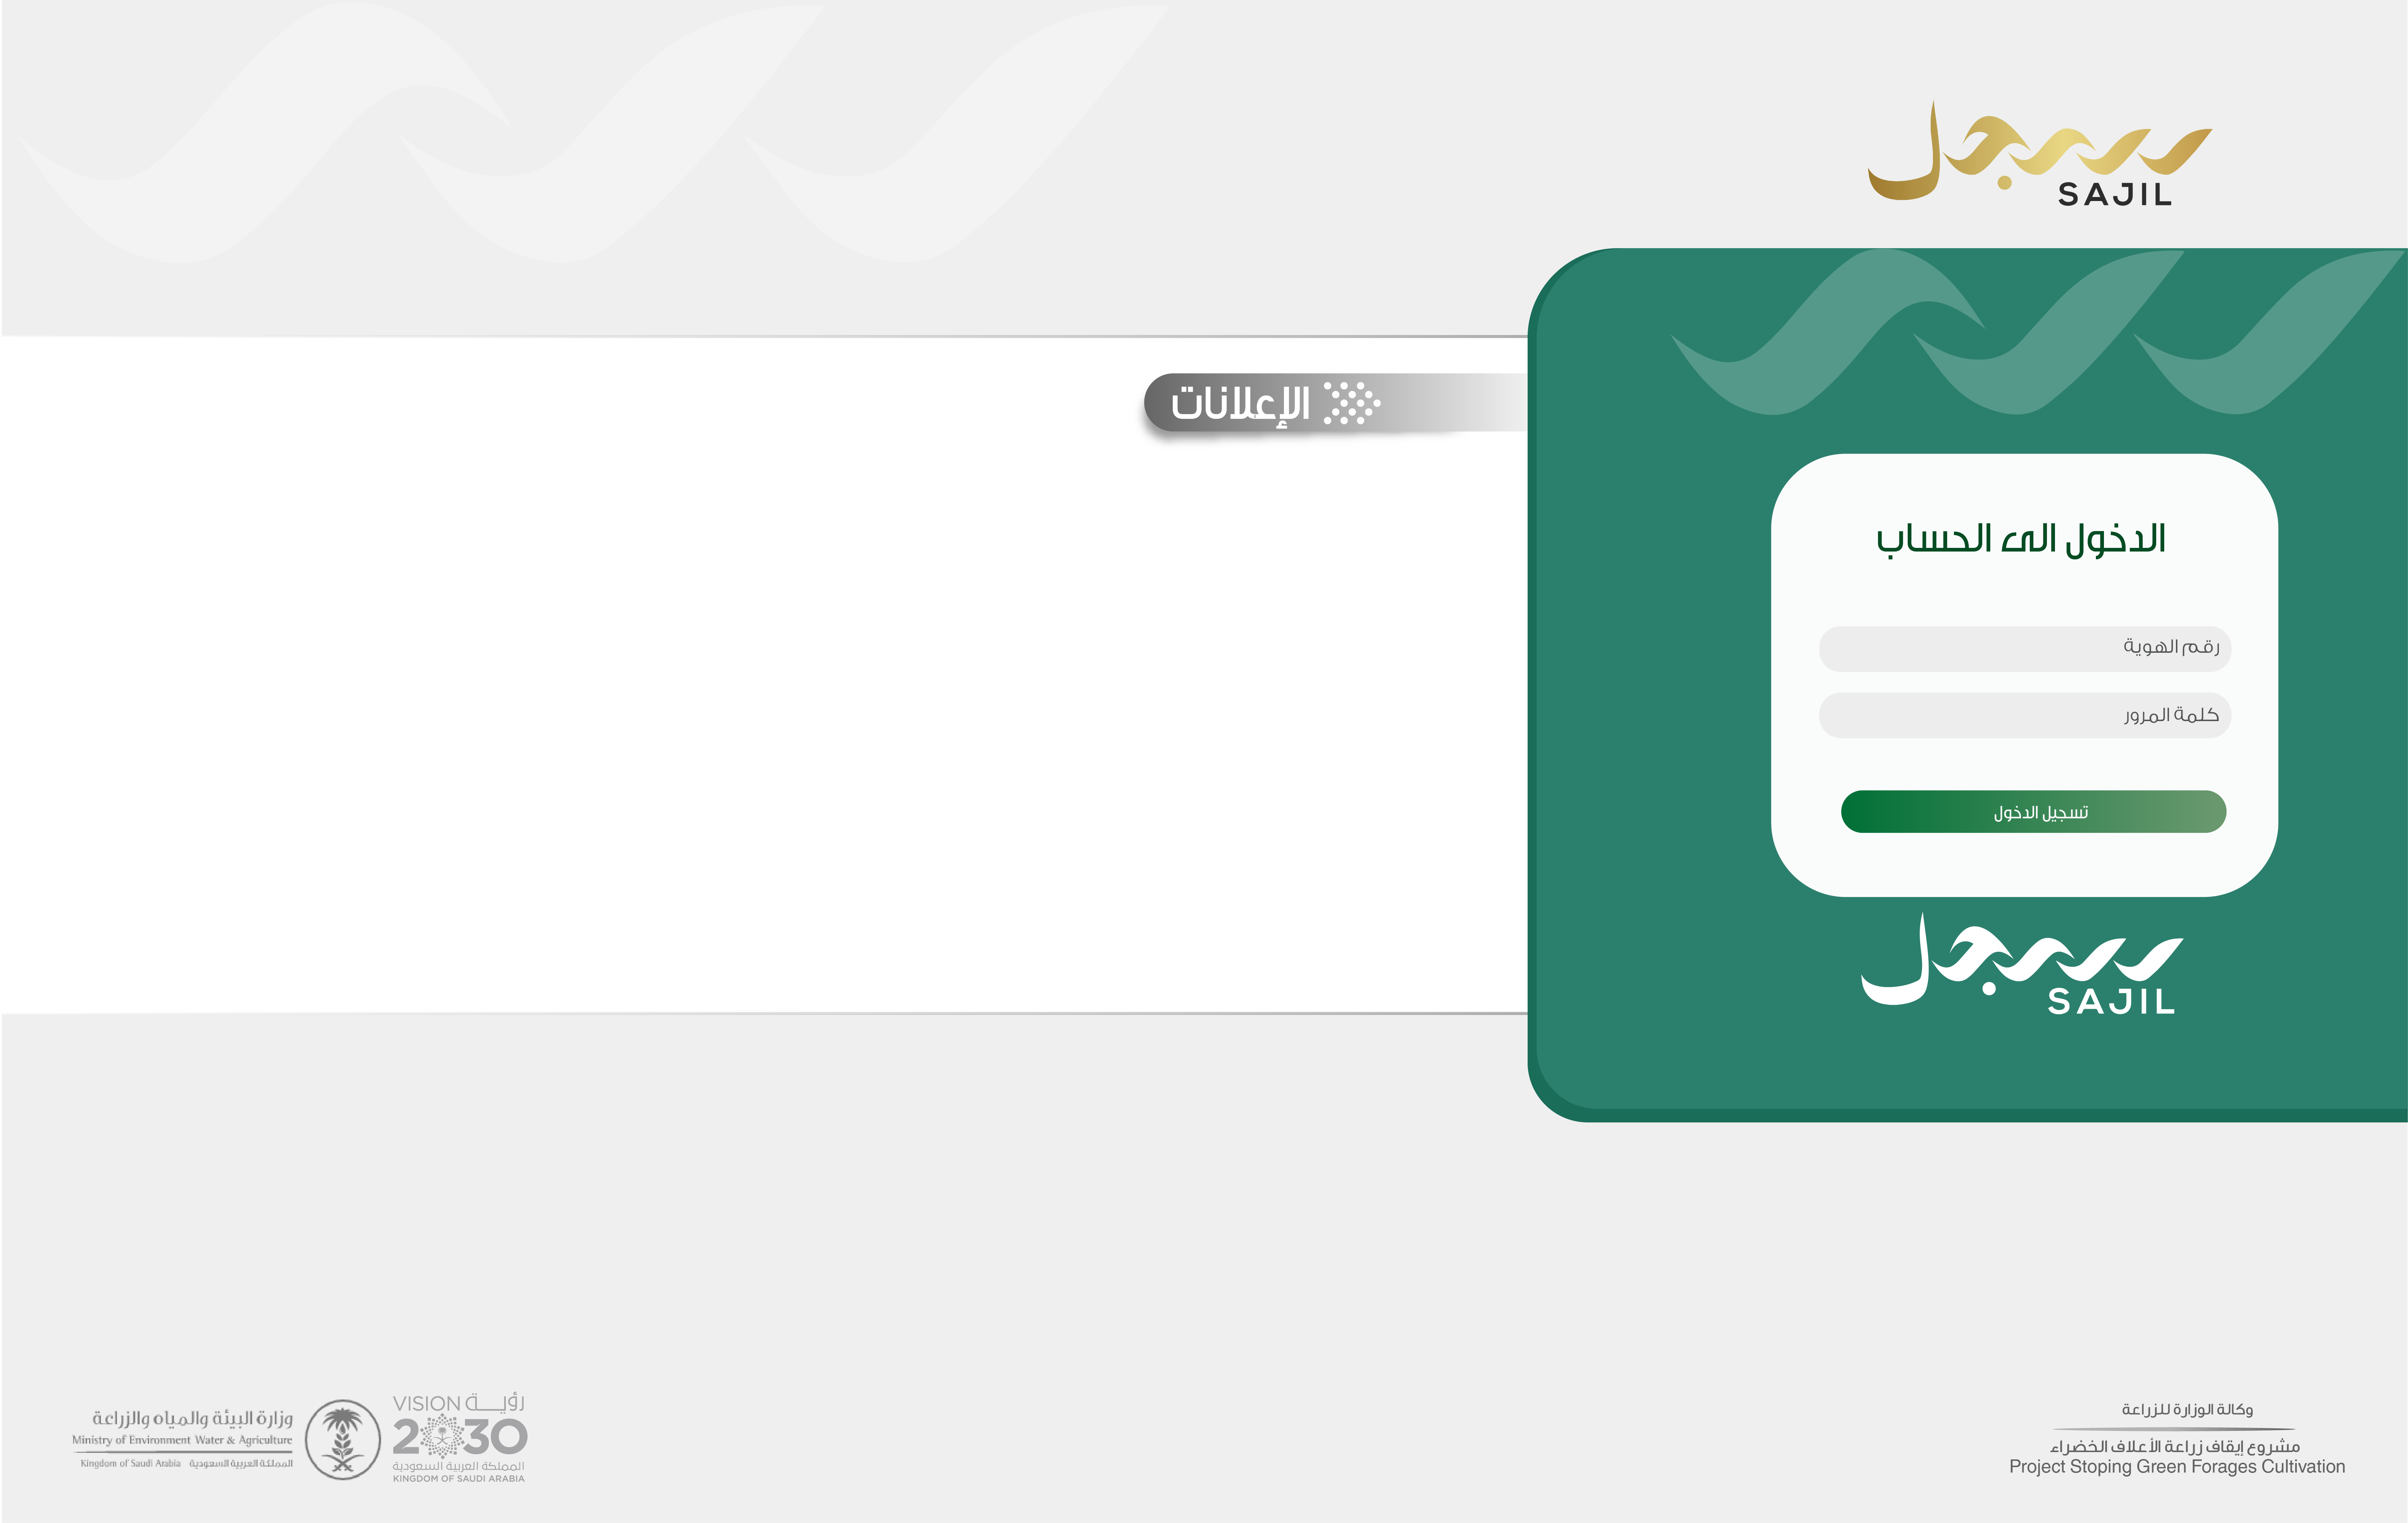 سجل
SAJIL
الإعلانات
الدخول الى الحساب
رقم الهوية
كلمة المرور
تسجيل الدخول
سجل
SAJIL
وكالة الوزارة للزراعة
مشروع إيقاف زراعة الأعلاف الخضراء
Project Stoping Green Forages Cultivation
VISION رؤيــة
2030
المملكة العربية السعودية
KINGDOM OF SAUDI ARABIA
وزارة البيئة والمياه والزراعة
Ministry of Environment Water & Agriculture
Kingdom of Saudi Arabia المملكة العربية السعودية